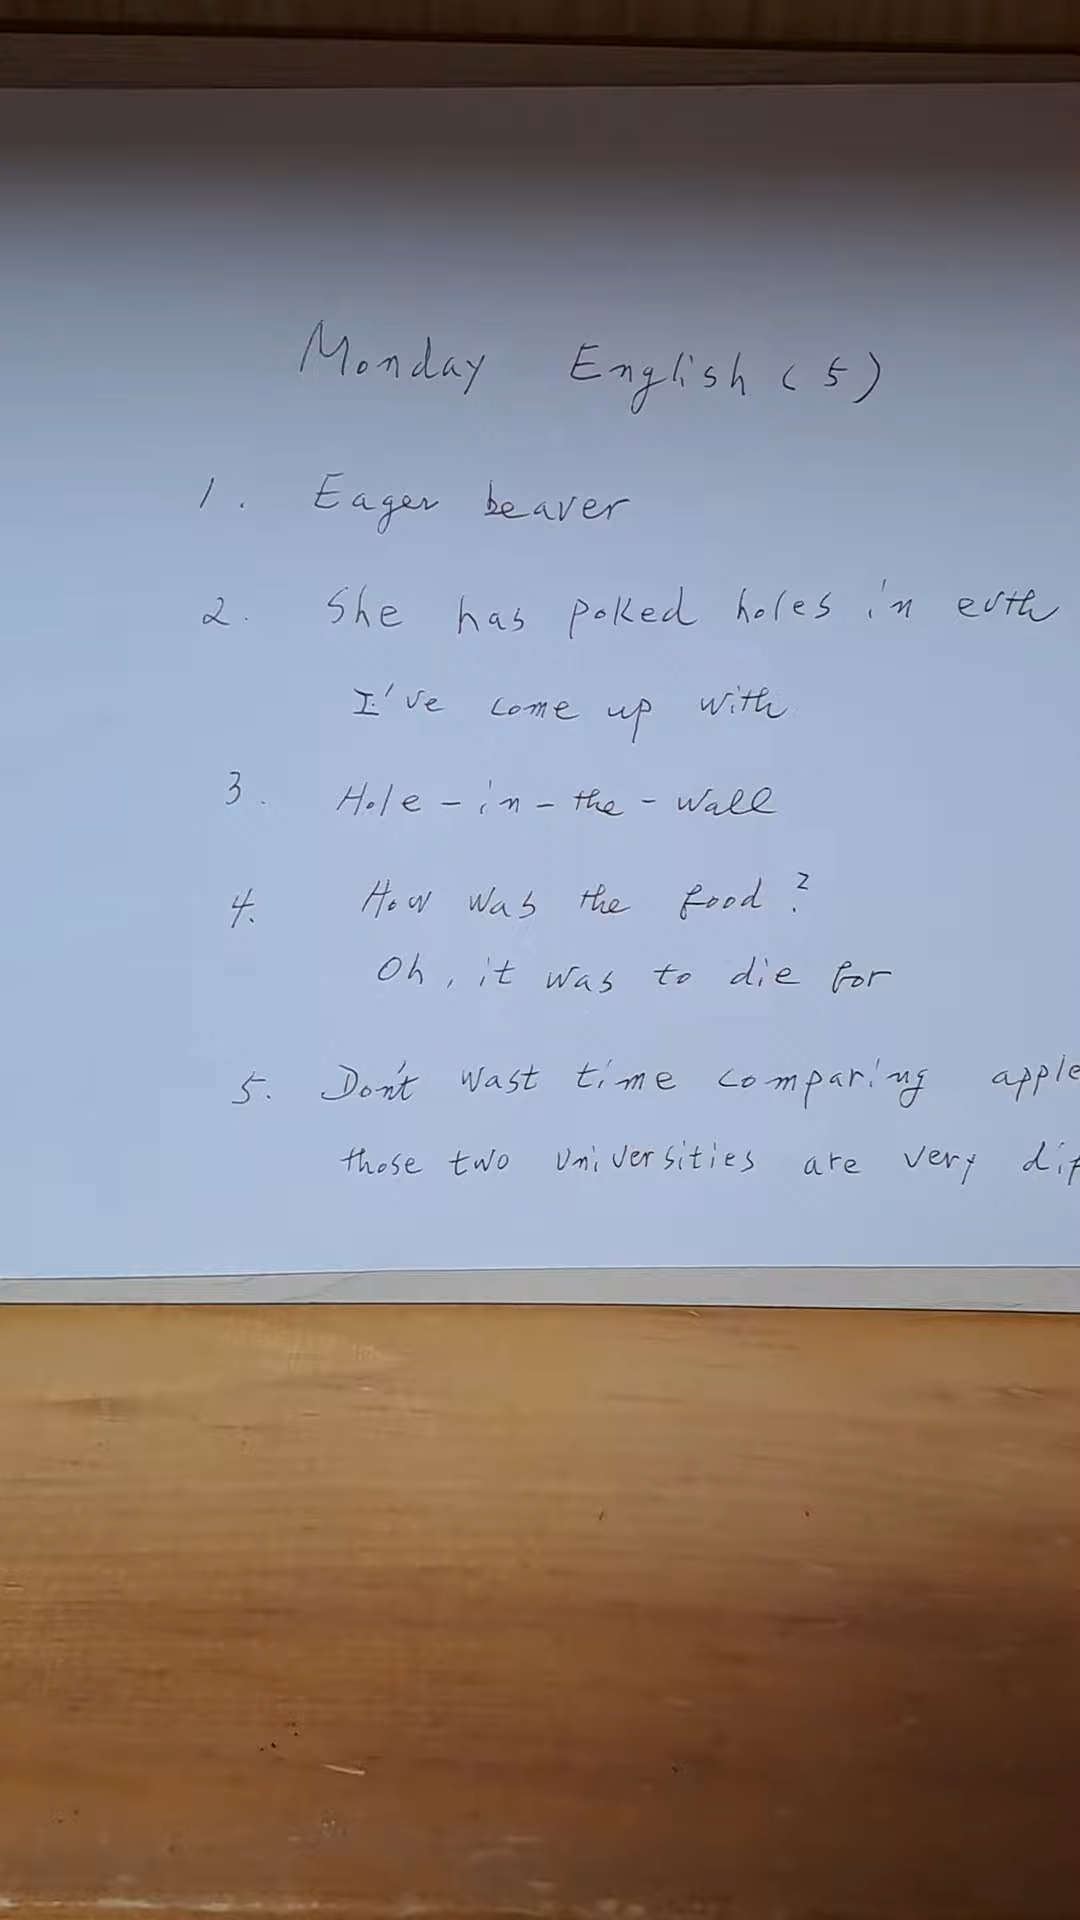 Monday English (5)
1. Eager beaver
2. She has poked holes in evth
I've come up with
3. Hole-in-the-wall
4. How was the food?
Oh, it was to die for
5. Don't wast time comparing apple
those two universities are very dif